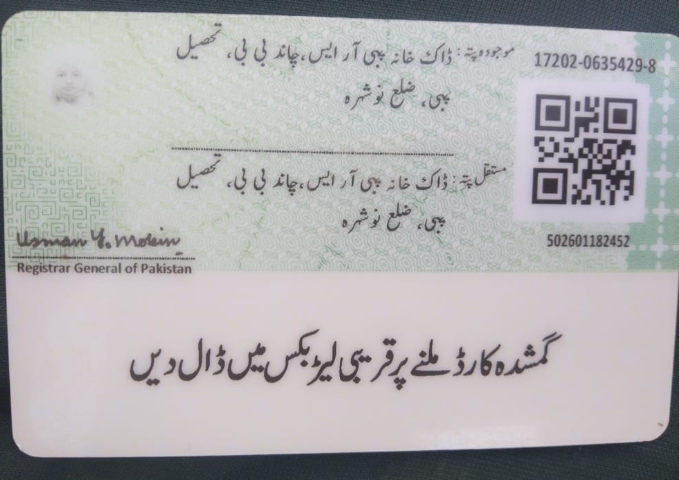 موجودہ پتہ: ڈاک خانہ پبی آر ایس، چاند بی بی، تحصیل
پبی، ضلع نوشہرہ
17202-0635429-8
مستقل پتہ: ڈاک خانہ پبی آر ایس، چاند بی بی، تحصیل
پبی، ضلع نوشہرہ
502601182452
Usman Y. Mobin
Registrar General of Pakistan
گمشدہ کارڈ ملنے پر قریبی لیٹر بکس میں ڈال دیں